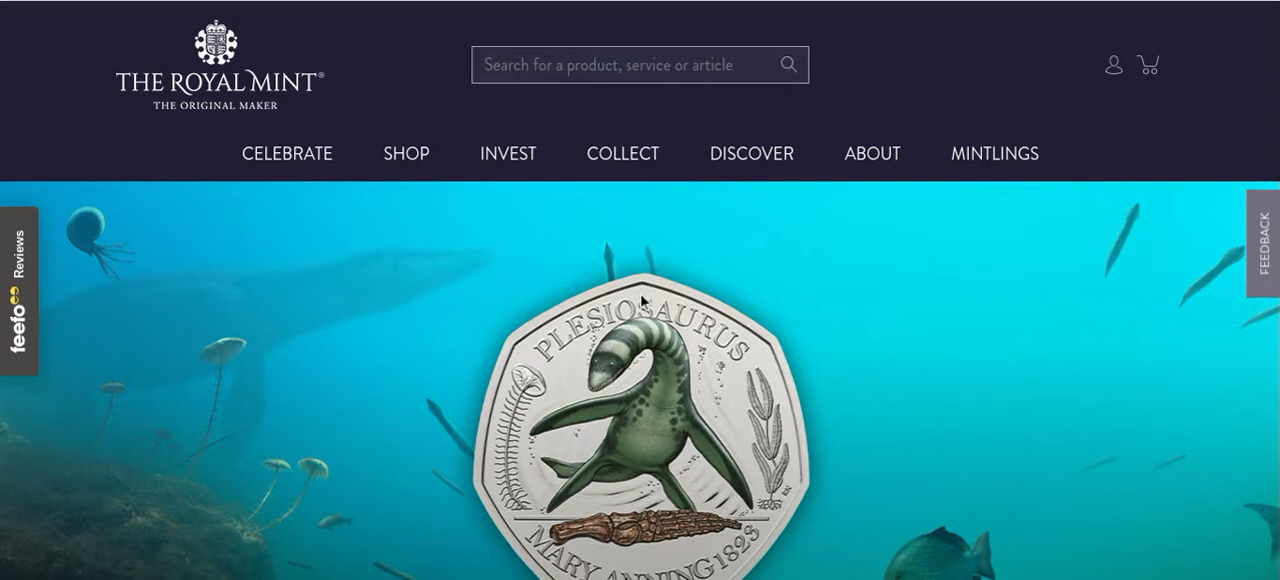 THE ROYAL MINT®
THE ORIGINAL MAKER
Search for a product, service or article
CELEBRATE SHOP INVEST COLLECT DISCOVER ABOUT MINTLINGS
feefo Reviews
FEEDBACK
PLESIOSAURUS
MARY ANNING 1823